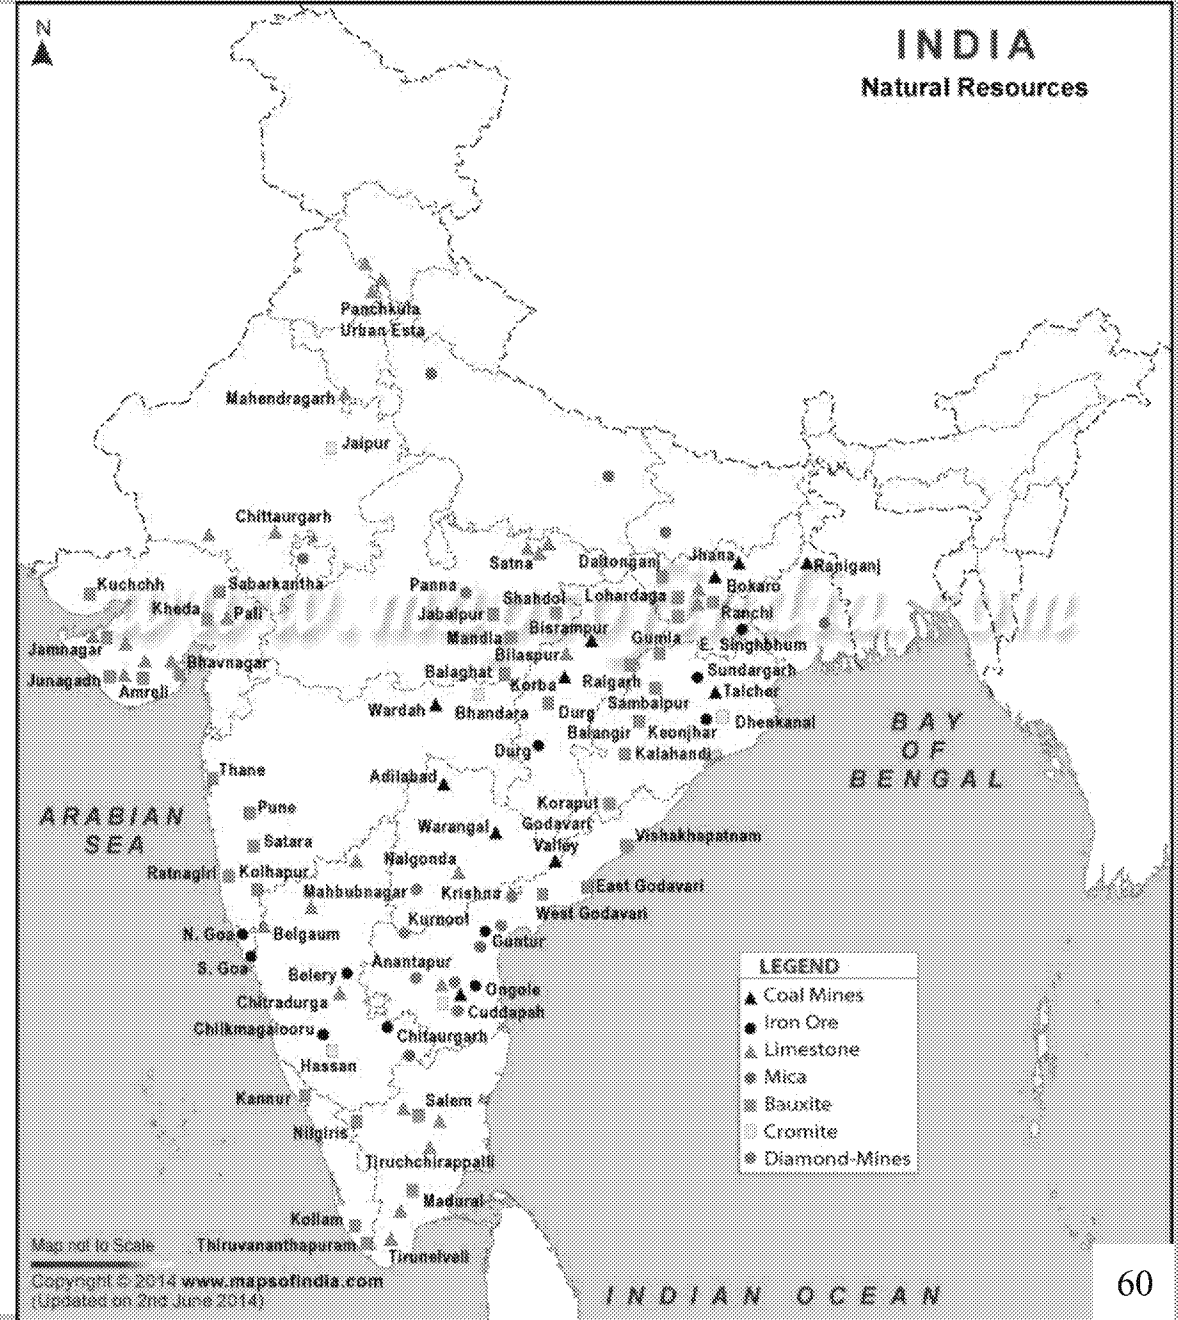 N
INDIA
Natural Resources
Panchkula
Urban Esta
Mahendragarh
Jaipur
Chittaurgarh
Satna
Daltonganj
Jhana
Raniganj
Kuchchh
Sabarkantha
Panna
Shahdol
Lohardaga
Bokaro
Kheda
Pali
Jabalpur
Ranchi
Bisrampur
Mandla
Gumla
E. Singhbhum
Jamnagar
Bilaspur
Bhavnagar
Balaghat
Sundargarh
Junagadh
Amreli
Korba
Raigarh
Talcher
Wardah
Bhandara
Durg
Sambalpur
Dhenkanal
Balangir
Keonjhar
Durg
Kalahandi
BAY
OF
BENGAL
Thane
Adilabad
ARABIAN
SEA
Pune
Koraput
Warangal
Godavari
Valley
Vishakhapatnam
Satara
Ratnagiri
Kolhapur
Nalgonda
Mahbubnagar
Krishna
East Godavari
West Godavari
Kurnool
N. Goa
Belgaum
Guntur
S. Goa
Belery
Anantapur
Ongole
Chitradurga
Cuddapah
Chikmagalooru
Chitaurgarh
Hassan
Kannur
Salem
Nilgiris
Tiruchchirappalli
Madurai
Kollam
Thiruvananthapuram
Tirunelveli
LEGEND
Coal Mines
Iron Ore
Limestone
Mica
Bauxite
Cromite
Diamond-Mines
Map not to Scale
Copyright © 2014 www.mapsofindia.com
(Updated on 2nd June 2014)
INDIAN OCEAN
60